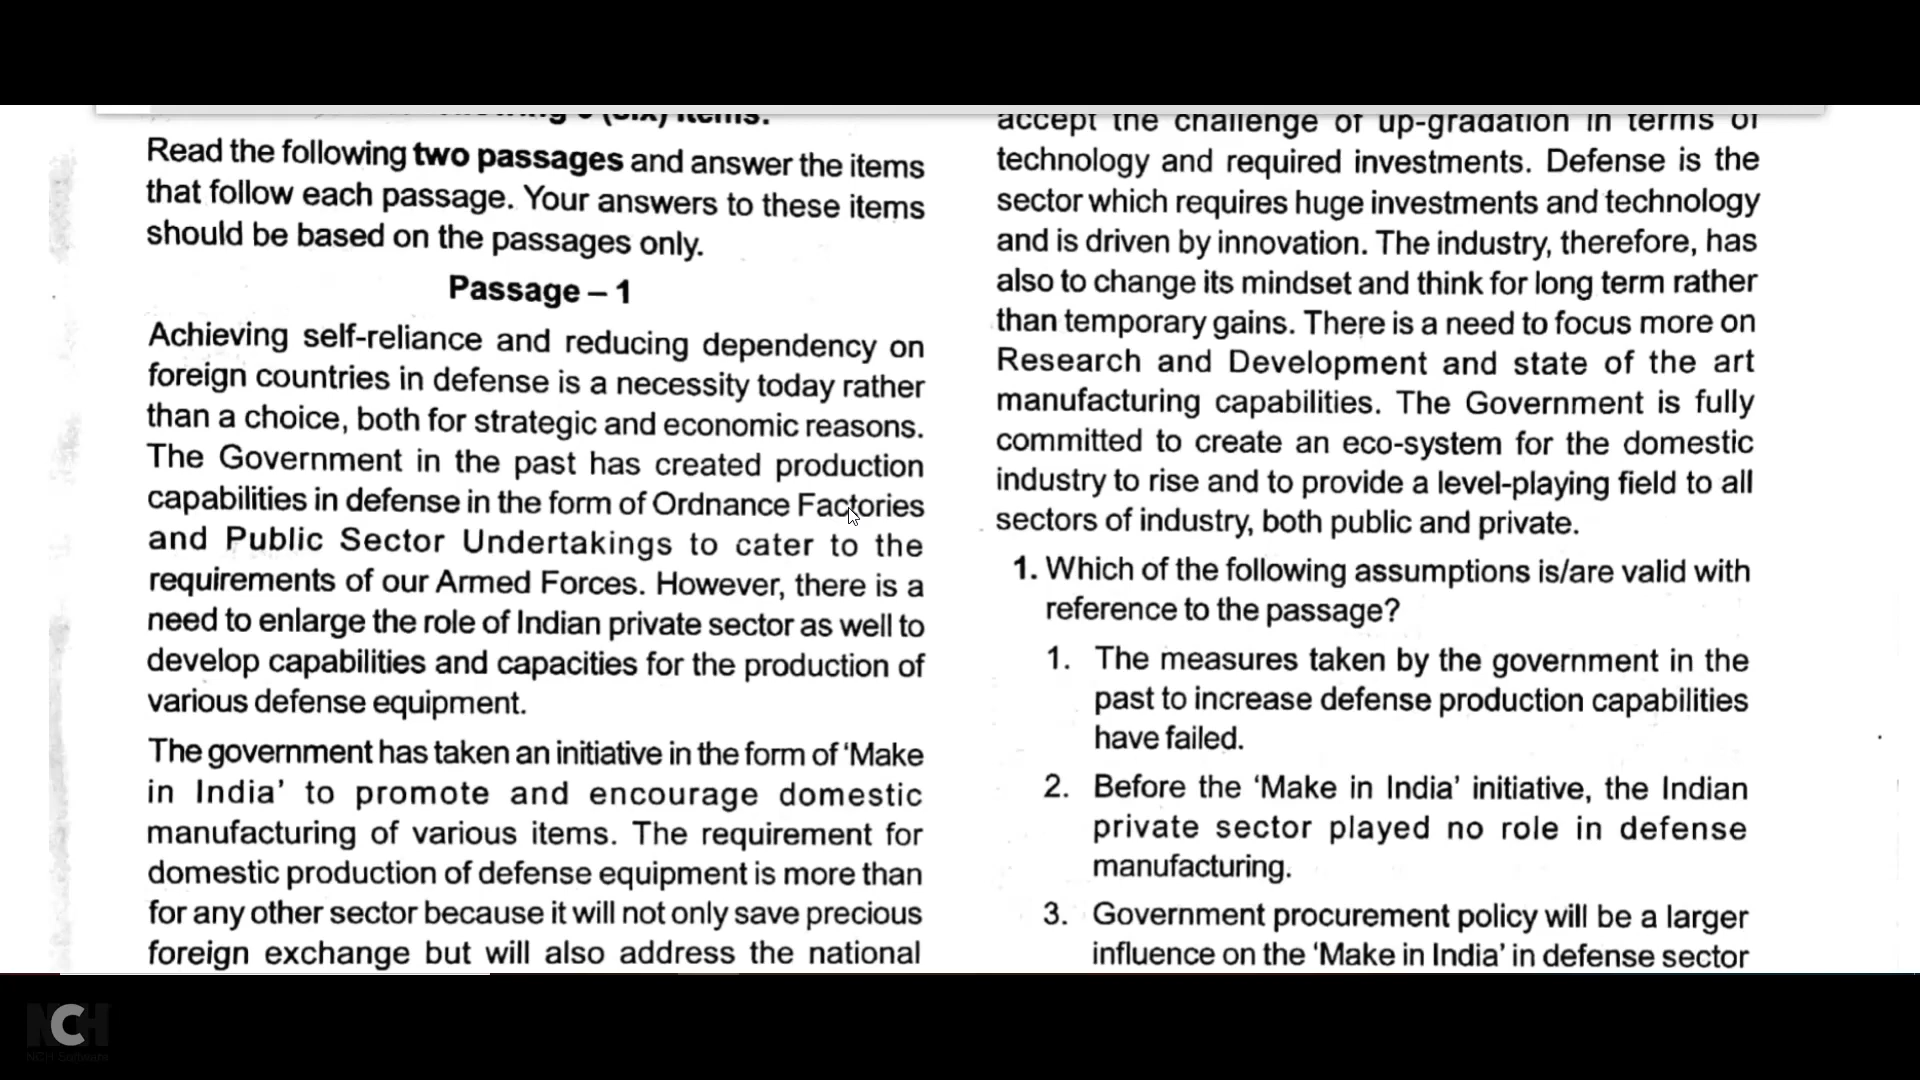 (Six) items.
Read the following two passages and answer the items
that follow each passage. Your answers to these items
should be based on the passages only.
Passage – 1
Achieving self-reliance and reducing dependency on
foreign countries in defense is a necessity today rather
than a choice, both for strategic and economic reasons.
The Government in the past has created production
capabilities in defense in the form of Ordnance Factories
and Public Sector Undertakings to cater to the
requirements of our Armed Forces. However, there is a
need to enlarge the role of Indian private sector as well to
develop capabilities and capacities for the production of
various defense equipment.
The government has taken an initiative in the form of ‘Make
in India’ to promote and encourage domestic
manufacturing of various items. The requirement for
domestic production of defense equipment is more than
for any other sector because it will not only save precious
foreign exchange but will also address the national
accept the challenge of up-gradation in terms of
technology and required investments. Defense is the
sector which requires huge investments and technology
and is driven by innovation. The industry, therefore, has
also to change its mindset and think for long term rather
than temporary gains. There is a need to focus more on
Research and Development and state of the art
manufacturing capabilities. The Government is fully
committed to create an eco-system for the domestic
industry to rise and to provide a level-playing field to all
sectors of industry, both public and private.
1. Which of the following assumptions is/are valid with
reference to the passage?
1. The measures taken by the government in the
past to increase defense production capabilities
have failed.
2. Before the ‘Make in India’ initiative, the Indian
private sector played no role in defense
manufacturing.
3. Government procurement policy will be a larger
influence on the ‘Make in India’ in defense sector
NCH
NCH Software